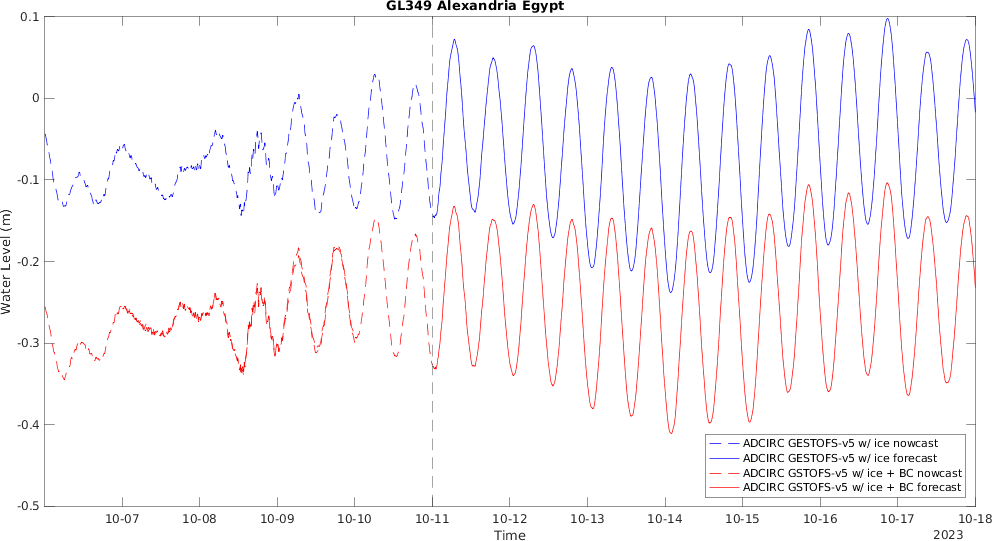 GL349 Alexandria Egypt
Water Level (m)
0.1
0
-0.1
-0.2
-0.3
-0.4
-0.5
ADCIRC GESTOFS-v5 w/ ice nowcast
ADCIRC GESTOFS-v5 w/ ice forecast
ADCIRC GSTOFS-v5 w/ ice + BC nowcast
ADCIRC GSTOFS-v5 w/ ice + BC forecast
10-07 10-08 10-09 10-10 10-11 10-12 10-13 10-14 10-15 10-16 10-17 10-18
Time
2023